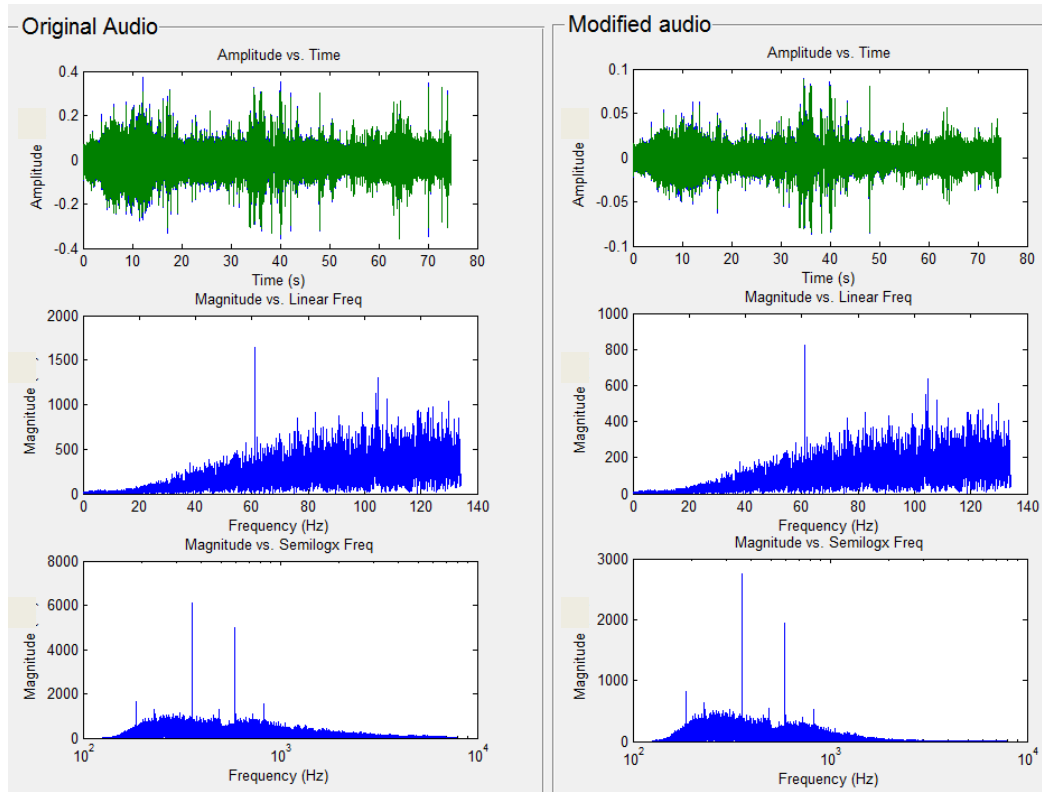 Original Audio
Amplitude vs. Time
0.4
0.2
0
-0.2
-0.4
Amplitude
0 10 20 30 40 50 60 70 80
Time (s)
Magnitude vs. Linear Freq
2000
1500
1000
500
0
Magnitude
0 20 40 60 80 100 120 140
Frequency (Hz)
Magnitude vs. Semilogx Freq
8000
6000
4000
2000
0
Magnitude
10^2 10^3 10^4
Frequency (Hz)
Modified audio
Amplitude vs. Time
0.1
0.05
0
-0.05
-0.1
Amplitude
0 10 20 30 40 50 60 70 80
Time (s)
Magnitude vs. Linear Freq
1000
800
600
400
200
0
Magnitude
0 20 40 60 80 100 120 140
Frequency (Hz)
Magnitude vs. Semilogx Freq
3000
2000
1000
0
Magnitude
10^2 10^3 10^4
Frequency (Hz)